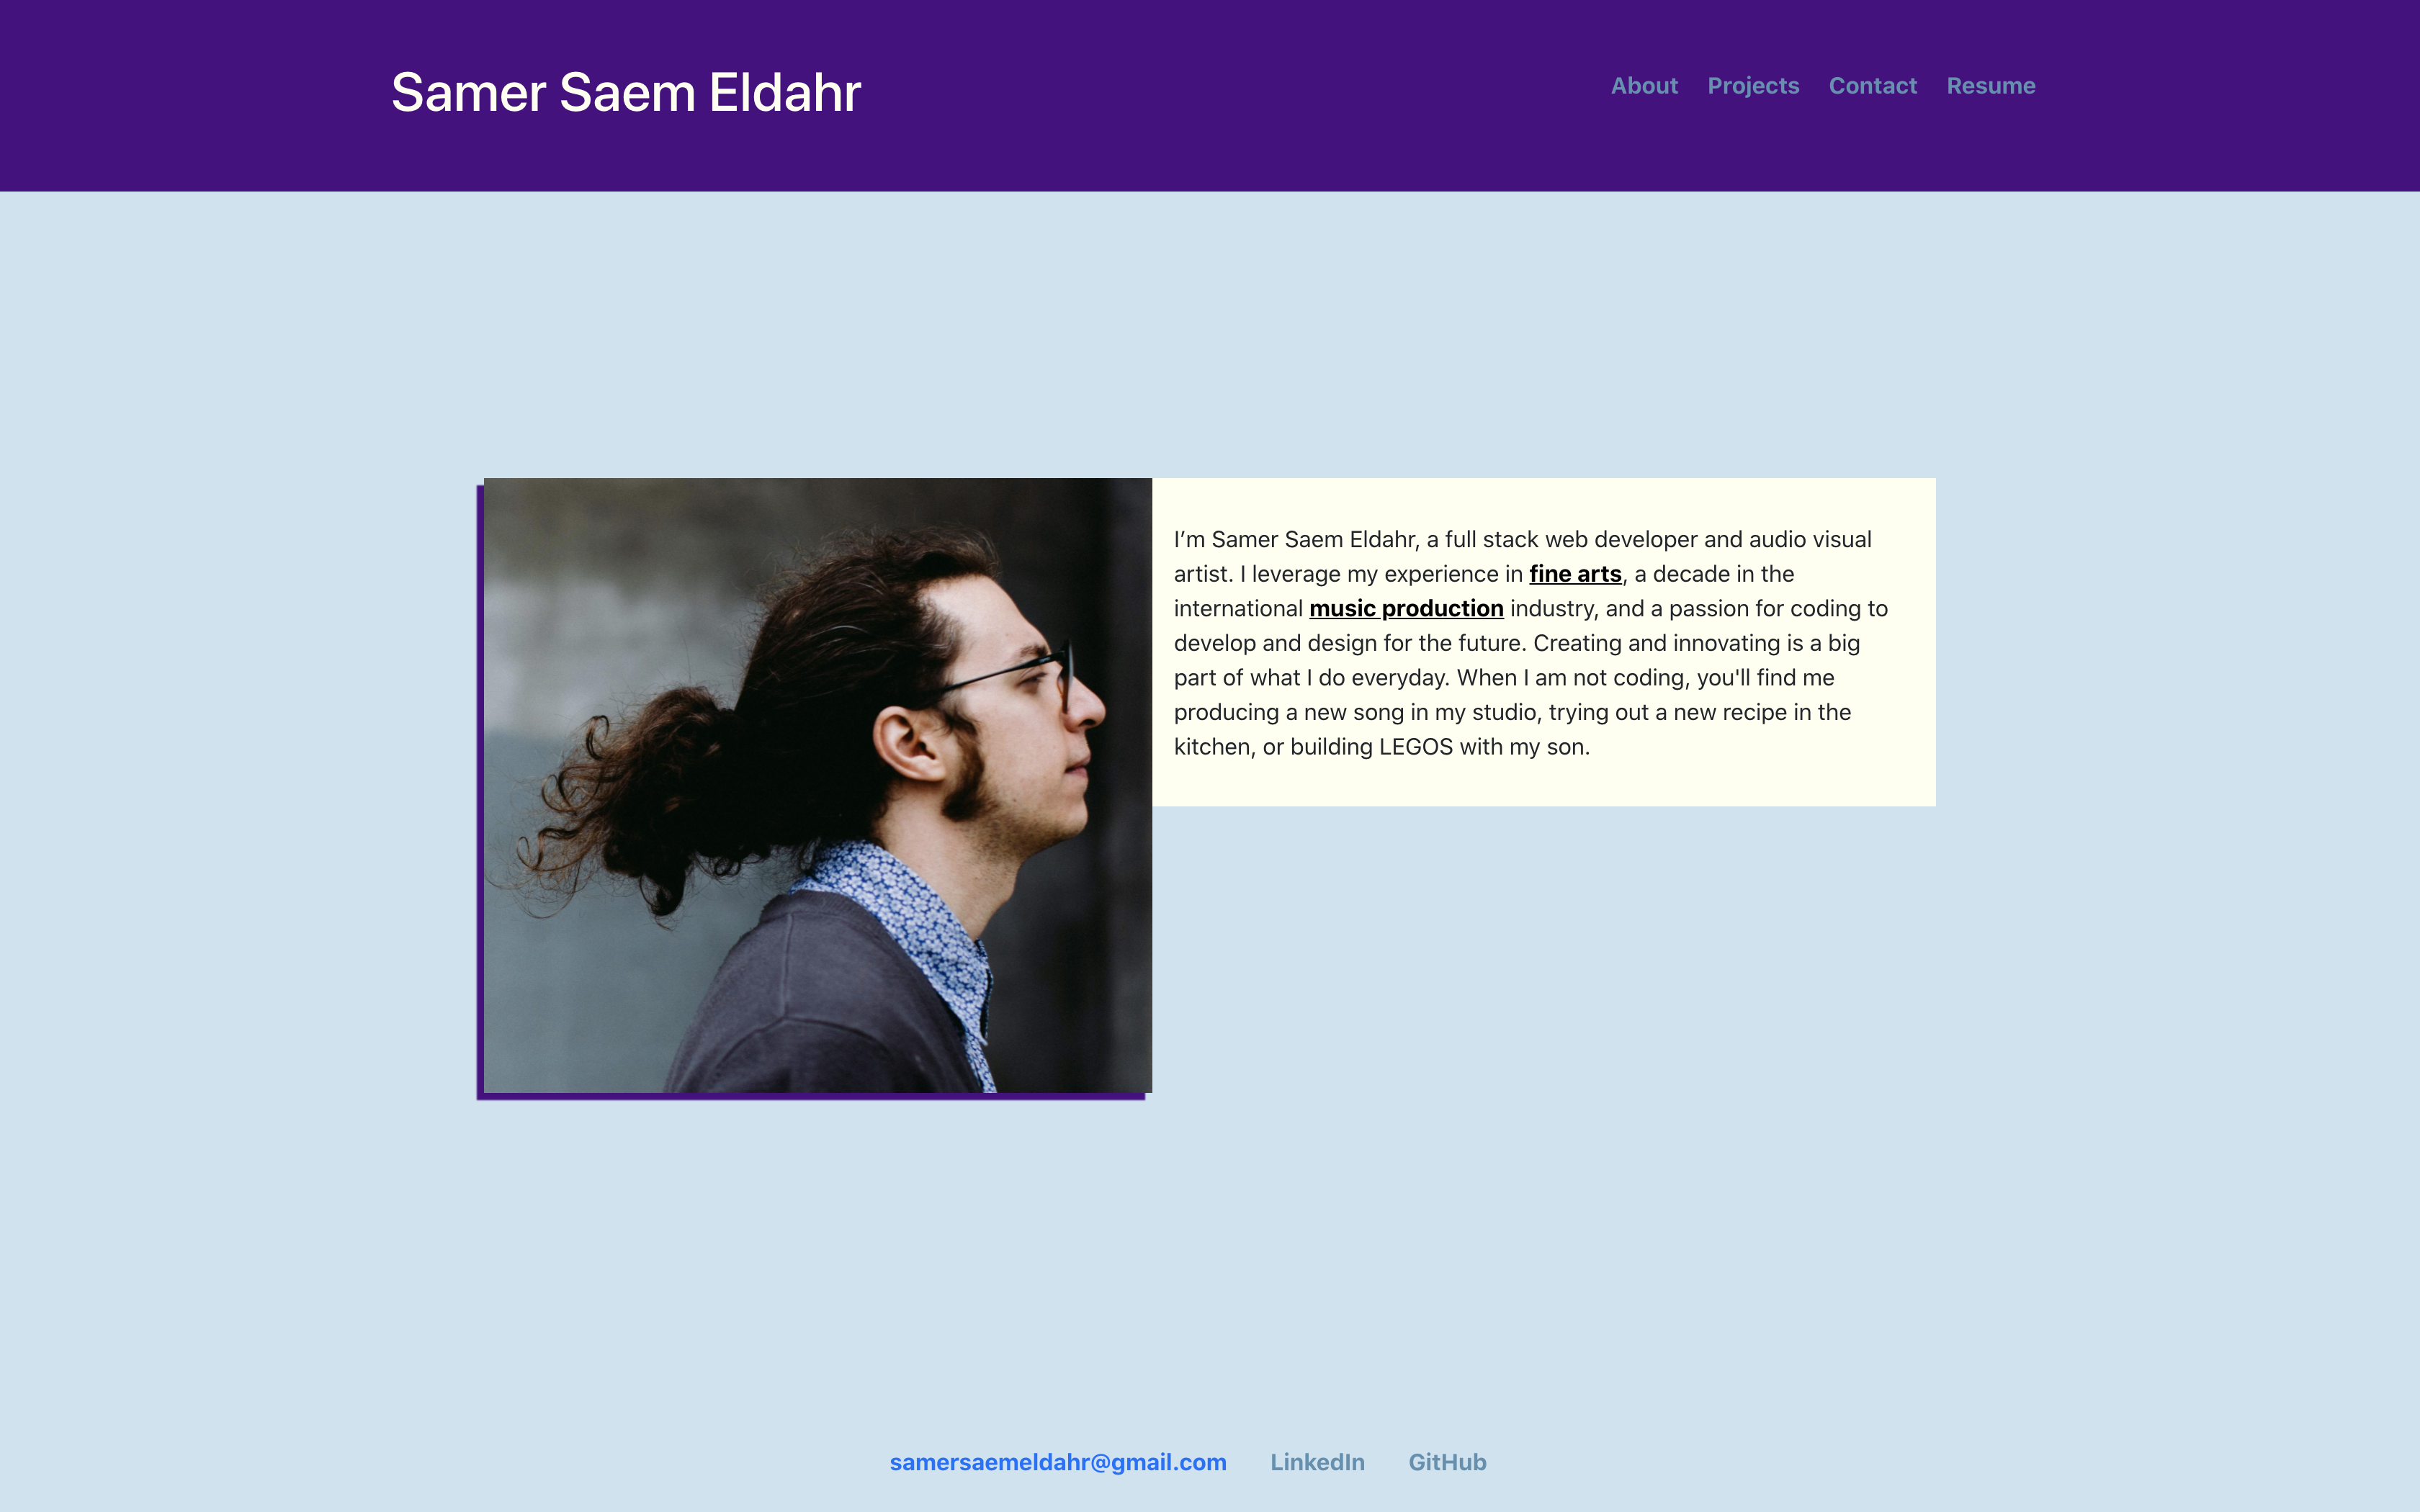 Samer Saem Eldahr
About Projects Contact Resume
I’m Samer Saem Eldahr, a full stack web developer and audio visual
artist. I leverage my experience in fine arts, a decade in the
international music production industry, and a passion for coding to
develop and design for the future. Creating and innovating is a big
part of what I do everyday. When I am not coding, you'll find me
producing a new song in my studio, trying out a new recipe in the
kitchen, or building LEGOS with my son.
samersaemeldahr@gmail.com LinkedIn GitHub